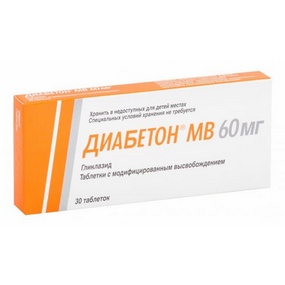 Хранить в недоступных для детей местах
Специальных условий хранения не требуется
ДИАБЕТОН® МВ 60 мг
Гликлазид
Таблетки с модифицированным высвобождением
30 таблеток